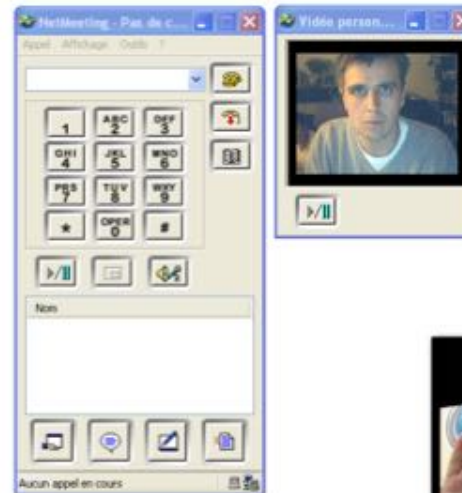 NetMeeting - Pas de c...
Appel Affichage Outils ?
1 ABC 2 DEF 3
GHI 4 JKL 5 MNO 6
PRS 7 TUV 8 WXY 9
* OPER 0 #
Nom
Aucun appel en cours
Vidéo person...